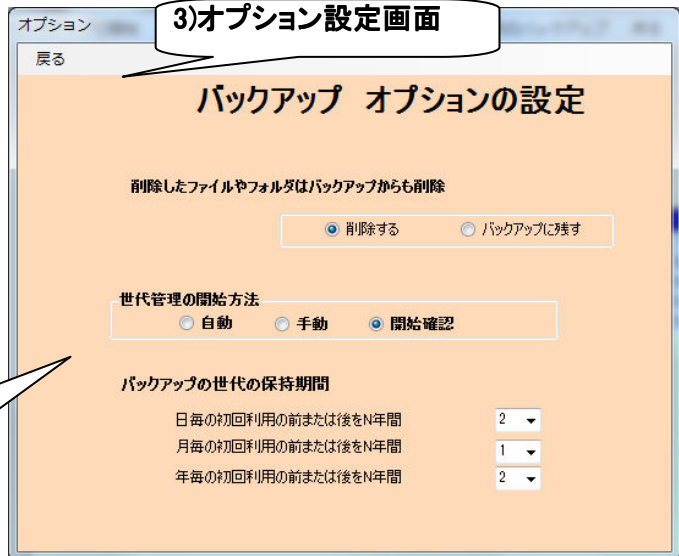 3)オプション設定画面
オプション
戻る
バックアップ オプションの設定
削除したファイルやフォルダはバックアップからも削除
削除する バックアップに残す
世代管理の開始方法
自動 手動 開始確認
バックアップの世代の保持期間
日毎の初回利用の前または後をN年間 2
月毎の初回利用の前または後をN年間 1
年毎の初回利用の前または後をN年間 2